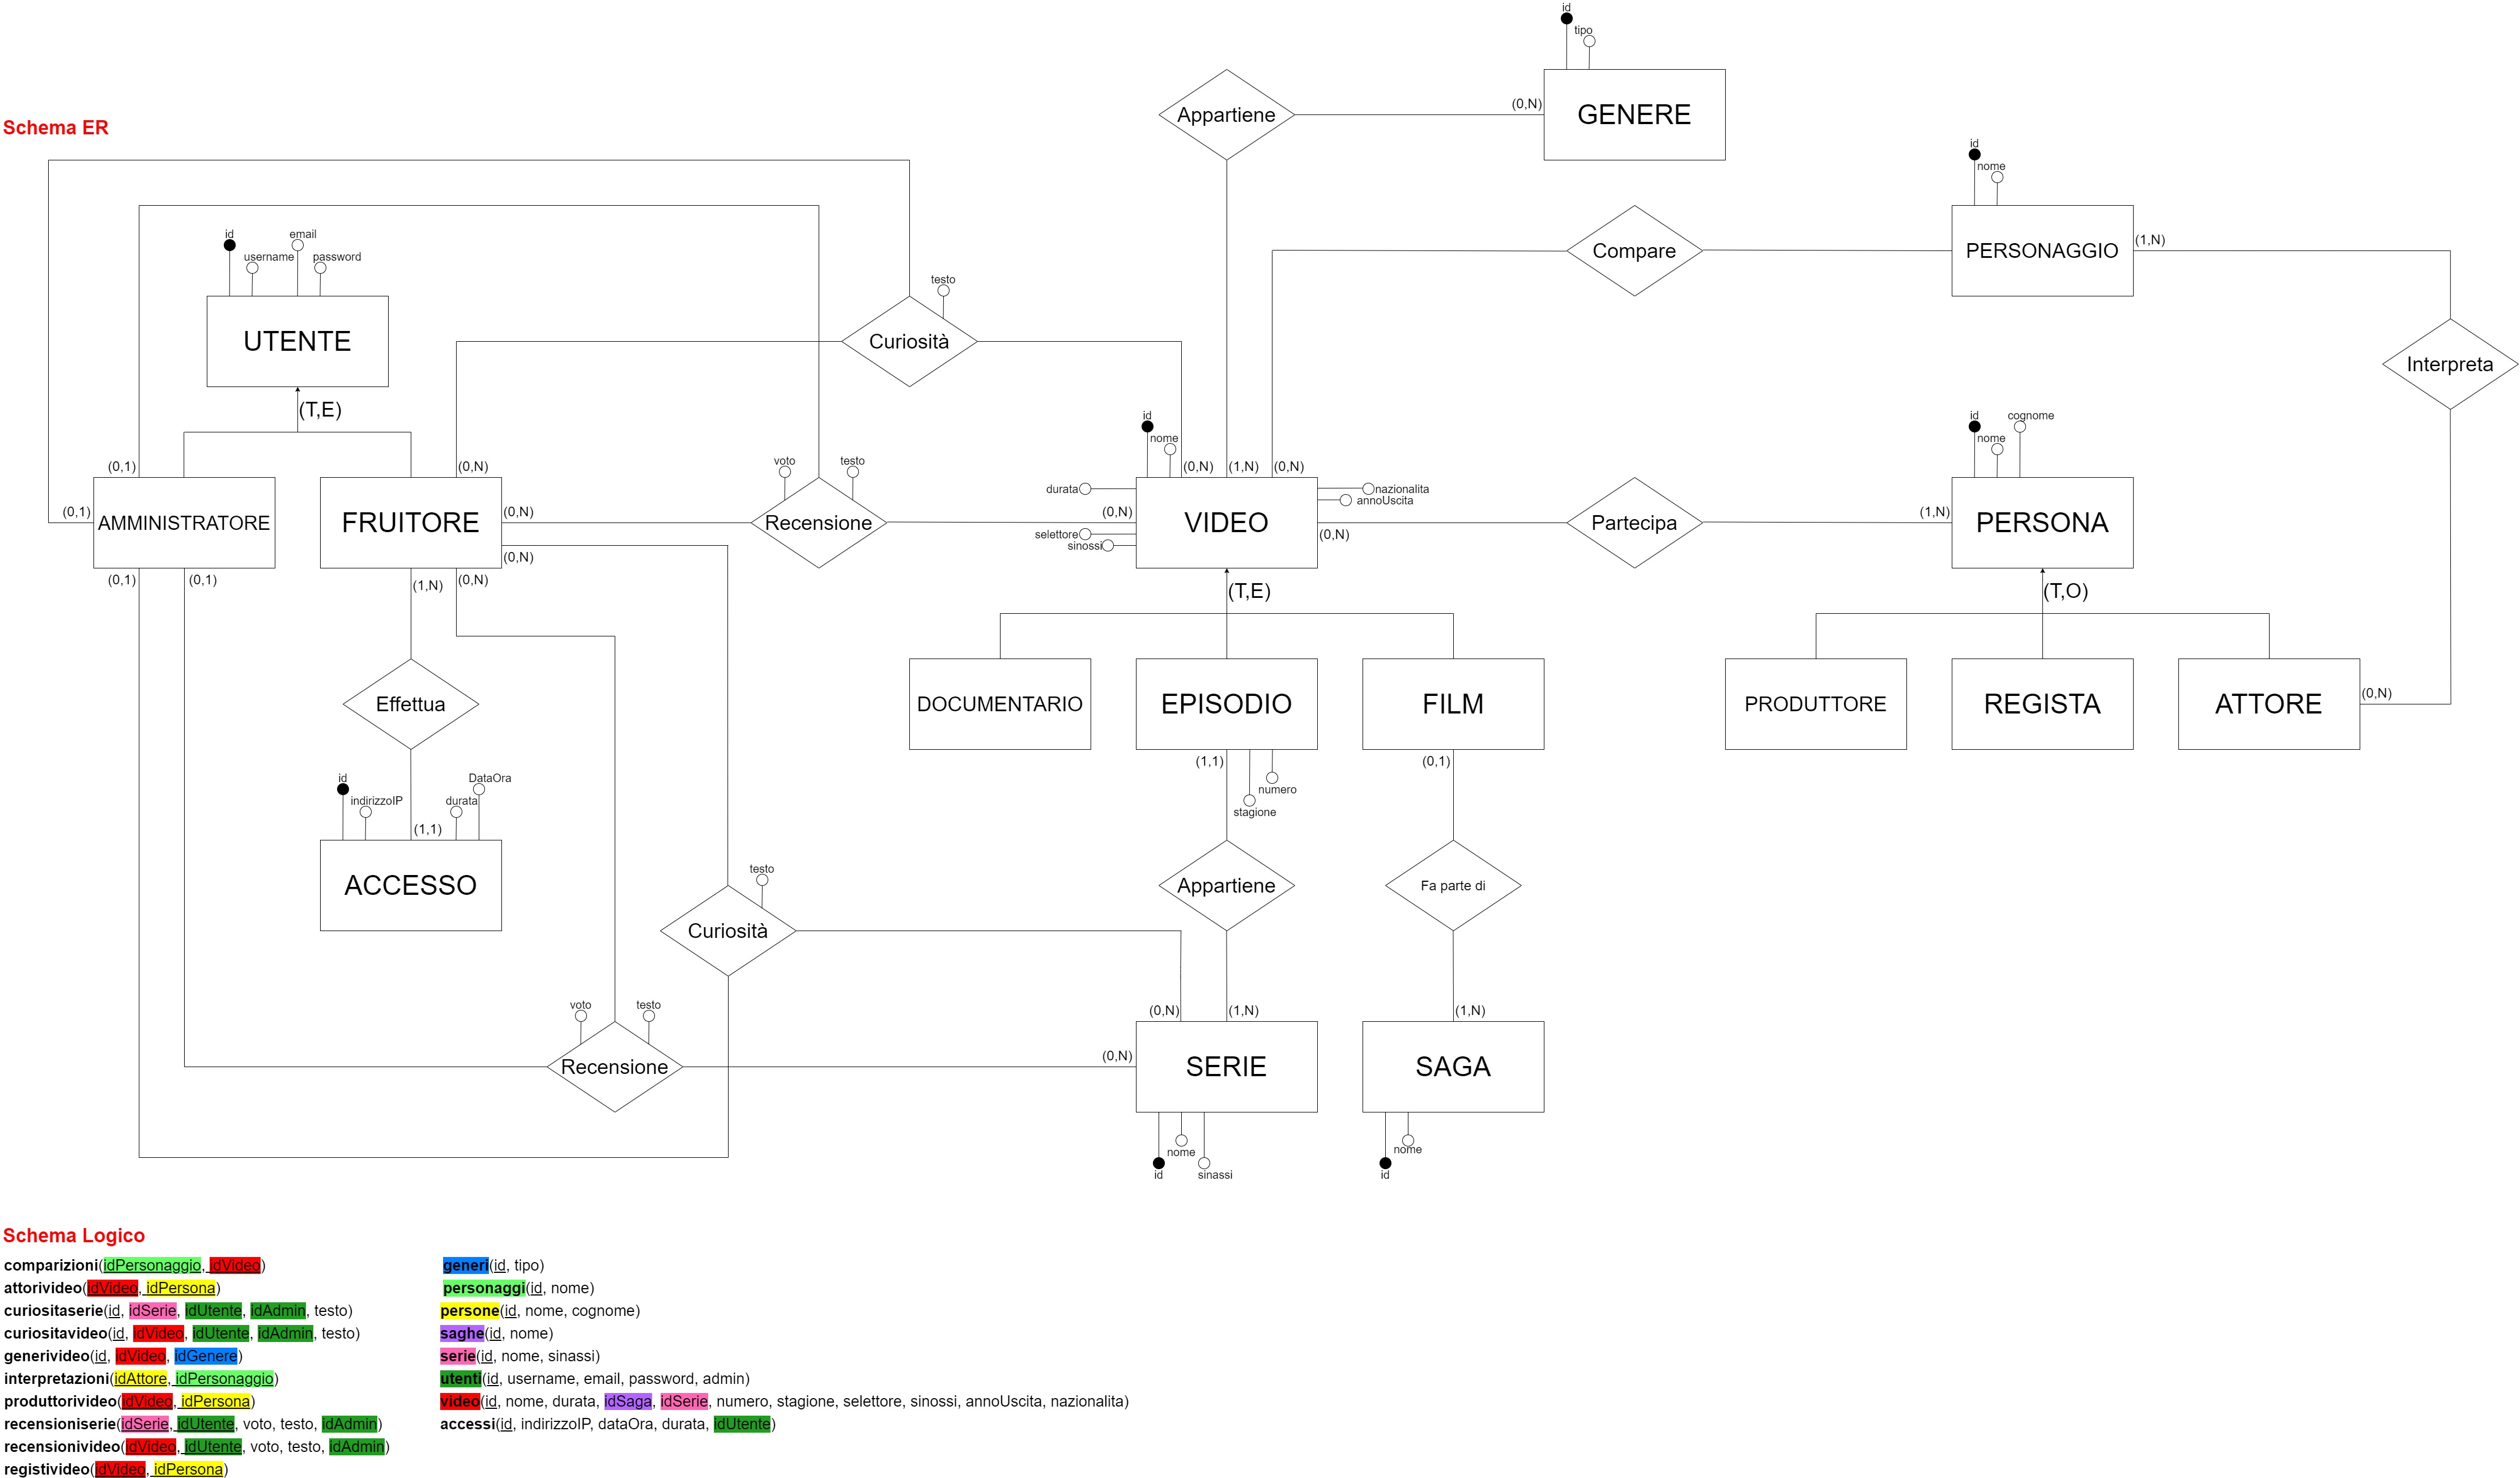 id
tipo
GENERE
(0,N)
Appartiene
Schema ER
id
nome
PERSONAGGIO
(1,N)
Compare
id
email
username
password
UTENTE
(T,E)
testo
Curiosità
Interpreta
(0,1)
(0,N)
voto
testo
id
nome
(0,N)
(1,N)
(0,N)
durata
nazionalita
annoUscita
id
cognome
nome
(0,1)
AMMINISTRATORE
FRUITORE
(0,N)
Recensione
(0,N)
VIDEO
selettore
sinossi
(0,N)
Partecipa
(1,N)
PERSONA
(0,N)
(0,1)
(0,1)
(1,N)
(0,N)
(T,E)
(T,O)
Effettua
DOCUMENTARIO
EPISODIO
FILM
PRODUTTORE
REGISTA
ATTORE
(0,N)
(1,1)
numero
stagione
(0,1)
id
DataOra
indirizzoIP
durata
(1,1)
ACCESSO
testo
Curiosità
Appartiene
Fa parte di
voto
testo
Recensione
(0,N)
(1,N)
(1,N)
(0,N)
SERIE
SAGA
nome
id
sinassi
nome
id
Schema Logico
comparizioni(idPersonaggio, idVideo)
attorivideo(idVideo, idPersona)
curiositaserie(id, idSerie, idUtente, idAdmin, testo)
curiositavideo(id, idVideo, idUtente, idAdmin, testo)
generivideo(id, idVideo, idGenere)
interpretazioni(idAttore, idPersonaggio)
produttorivideo(idVideo, idPersona)
recensioniserie(idSerie, idUtente, voto, testo, idAdmin)
recensionivideo(idVideo, idUtente, voto, testo, idAdmin)
registivideo(idVideo, idPersona)
generi(id, tipo)
personaggi(id, nome)
persone(id, nome, cognome)
saghe(id, nome)
serie(id, nome, sinassi)
utenti(id, username, email, password, admin)
video(id, nome, durata, idSaga, idSerie, numero, stagione, selettore, sinossi, annoUscita, nazionalita)
accessi(id, indirizzoIP, dataOra, durata, idUtente)